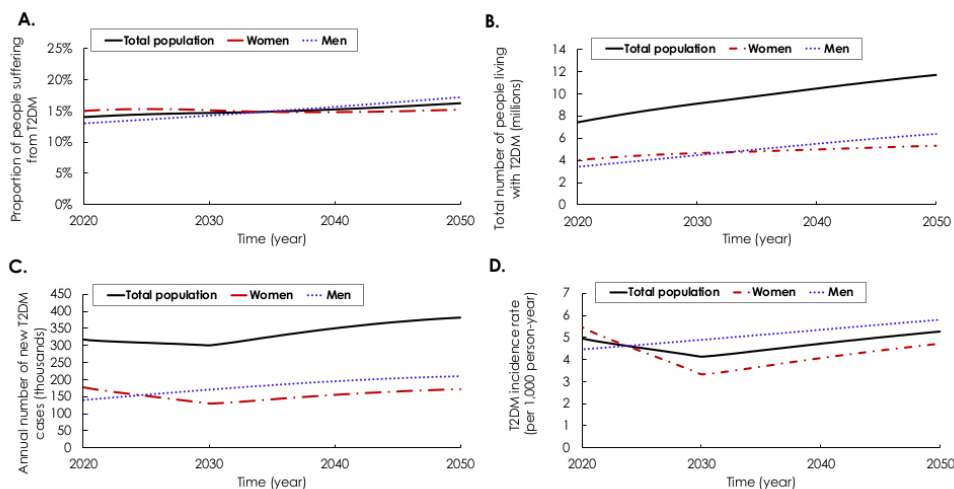 A.
Total population Women Men
Proportion of people suffering
from T2DM
25%
20%
15%
10%
5%
0%
2020 2030 2040 2050
Time (year)
B.
Total population Women Men
Total number of people living
with T2DM (millions)
14
12
10
8
6
4
2
0
2020 2030 2040 2050
Time (year)
C.
Total population Women Men
Annual number of new T2DM
cases (thousands)
450
400
350
300
250
200
150
100
50
0
2020 2030 2040 2050
Time (year)
D.
Total population Women Men
T2DM incidence rate
(per 1,000 person-year)
7
6
5
4
3
2
1
0
2020 2030 2040 2050
Time (year)